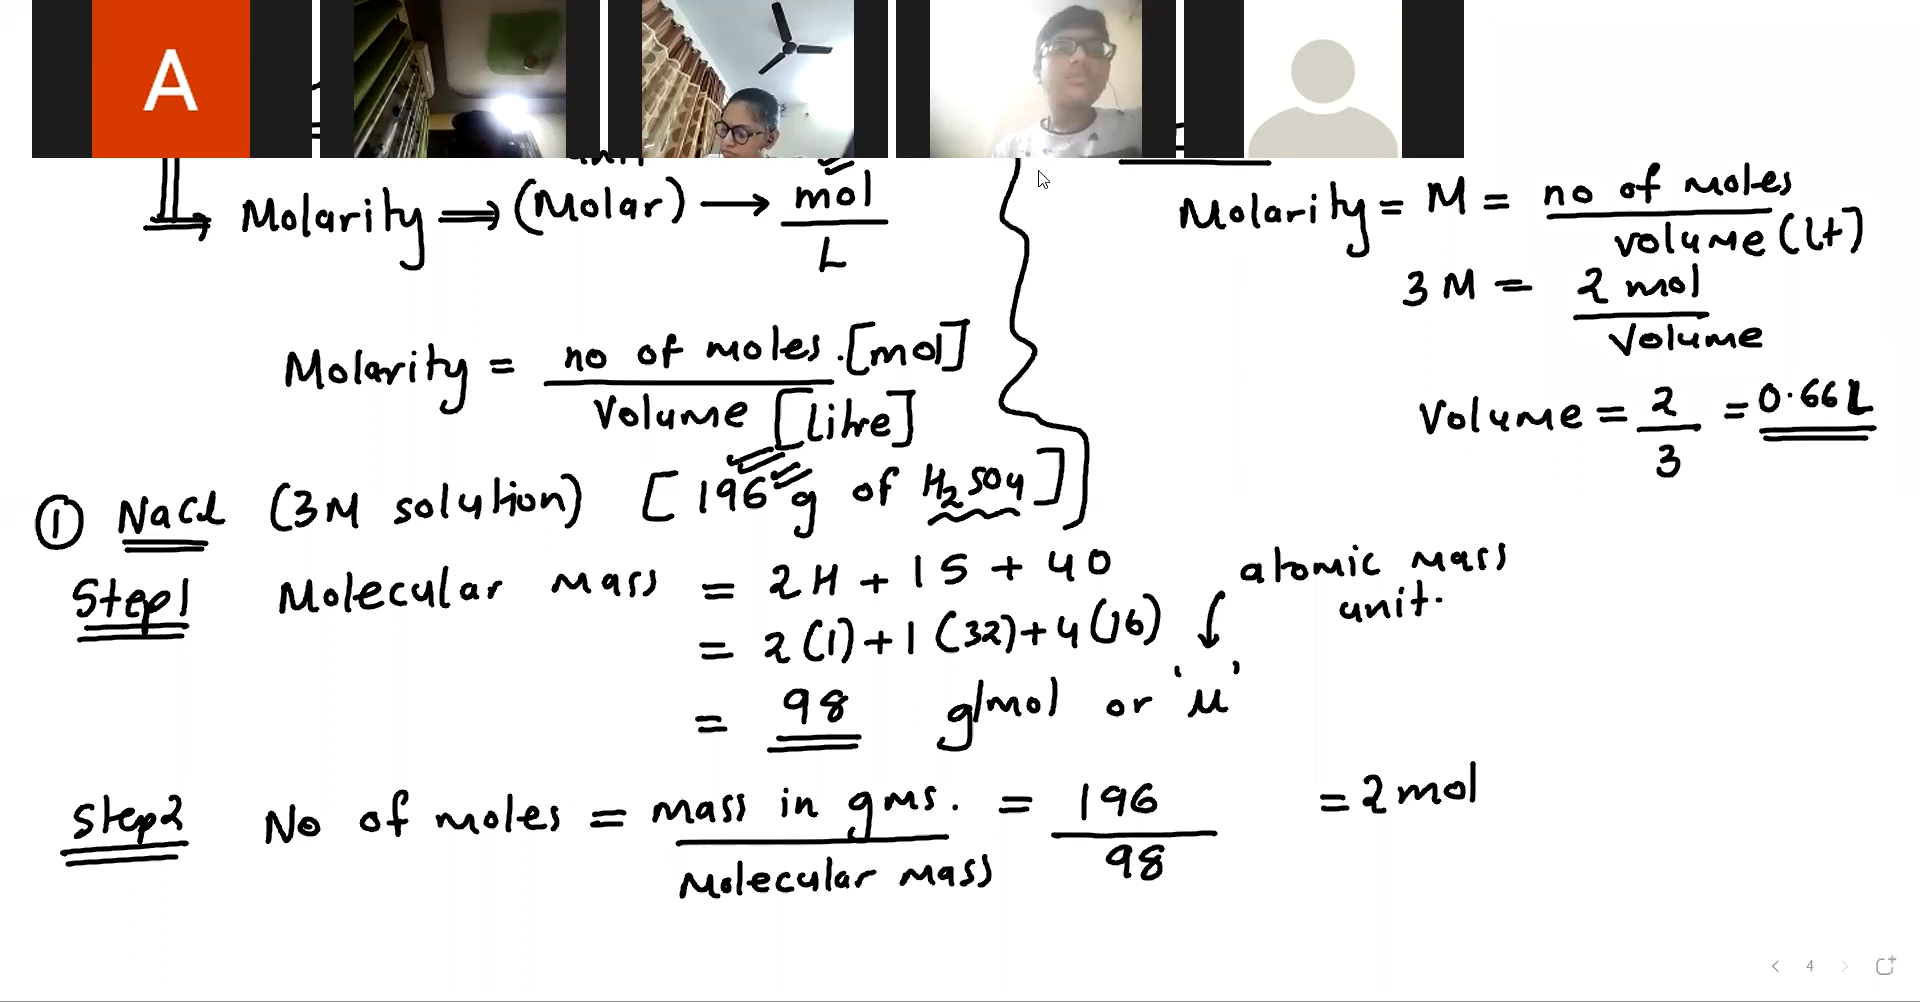 A
Molarity ⇒ (Molar) → mol / L
Molarity = no of moles [mol] / Volume [litre]
① NaCl (3M solution) [196 g of H₂SO₄]
Step1 Molecular mass = 2H + 1S + 4O
= 2(1) + 1(32) + 4(16)
= 98 g/mol or 'u'
atomic mass
unit.
Step2 No of moles = mass in gms. / Molecular mass = 196 / 98 = 2 mol
Molarity = M = no of moles / volume (lt)
3M = 2 mol / Volume
Volume = 2 / 3 = 0.66 L
4